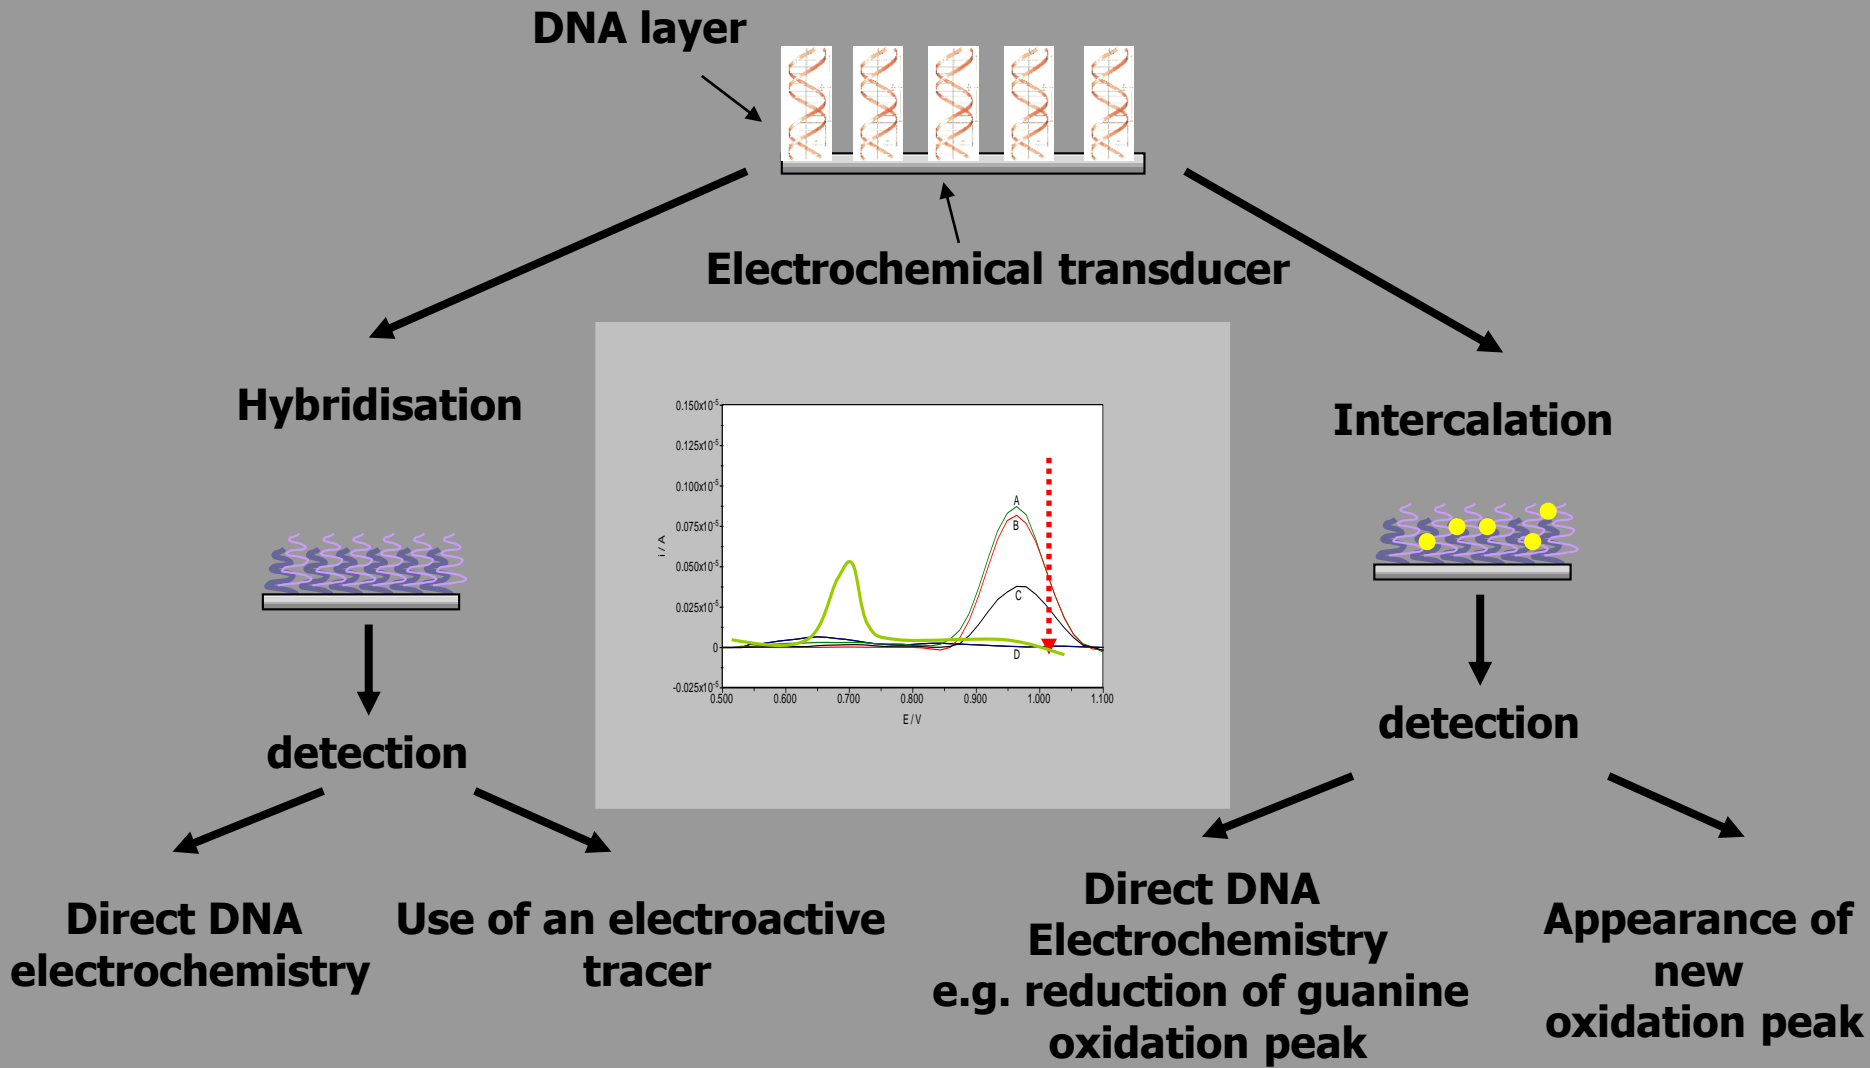 DNA layer
Electrochemical transducer
Hybridisation
Intercalation
0.150x10-5
0.125x10-5
0.100x10-5
0.075x10-5
0.050x10-5
0.025x10-5
0
-0.025x10-5
i / A
A
B
C
D
0.500
0.600
0.700
0.800
0.900
1.000
1.100
E / V
detection
detection
Direct DNA
electrochemistry
Use of an electroactive
tracer
Direct DNA
Electrochemistry
e.g. reduction of guanine
oxidation peak
Appearance of
new
oxidation peak